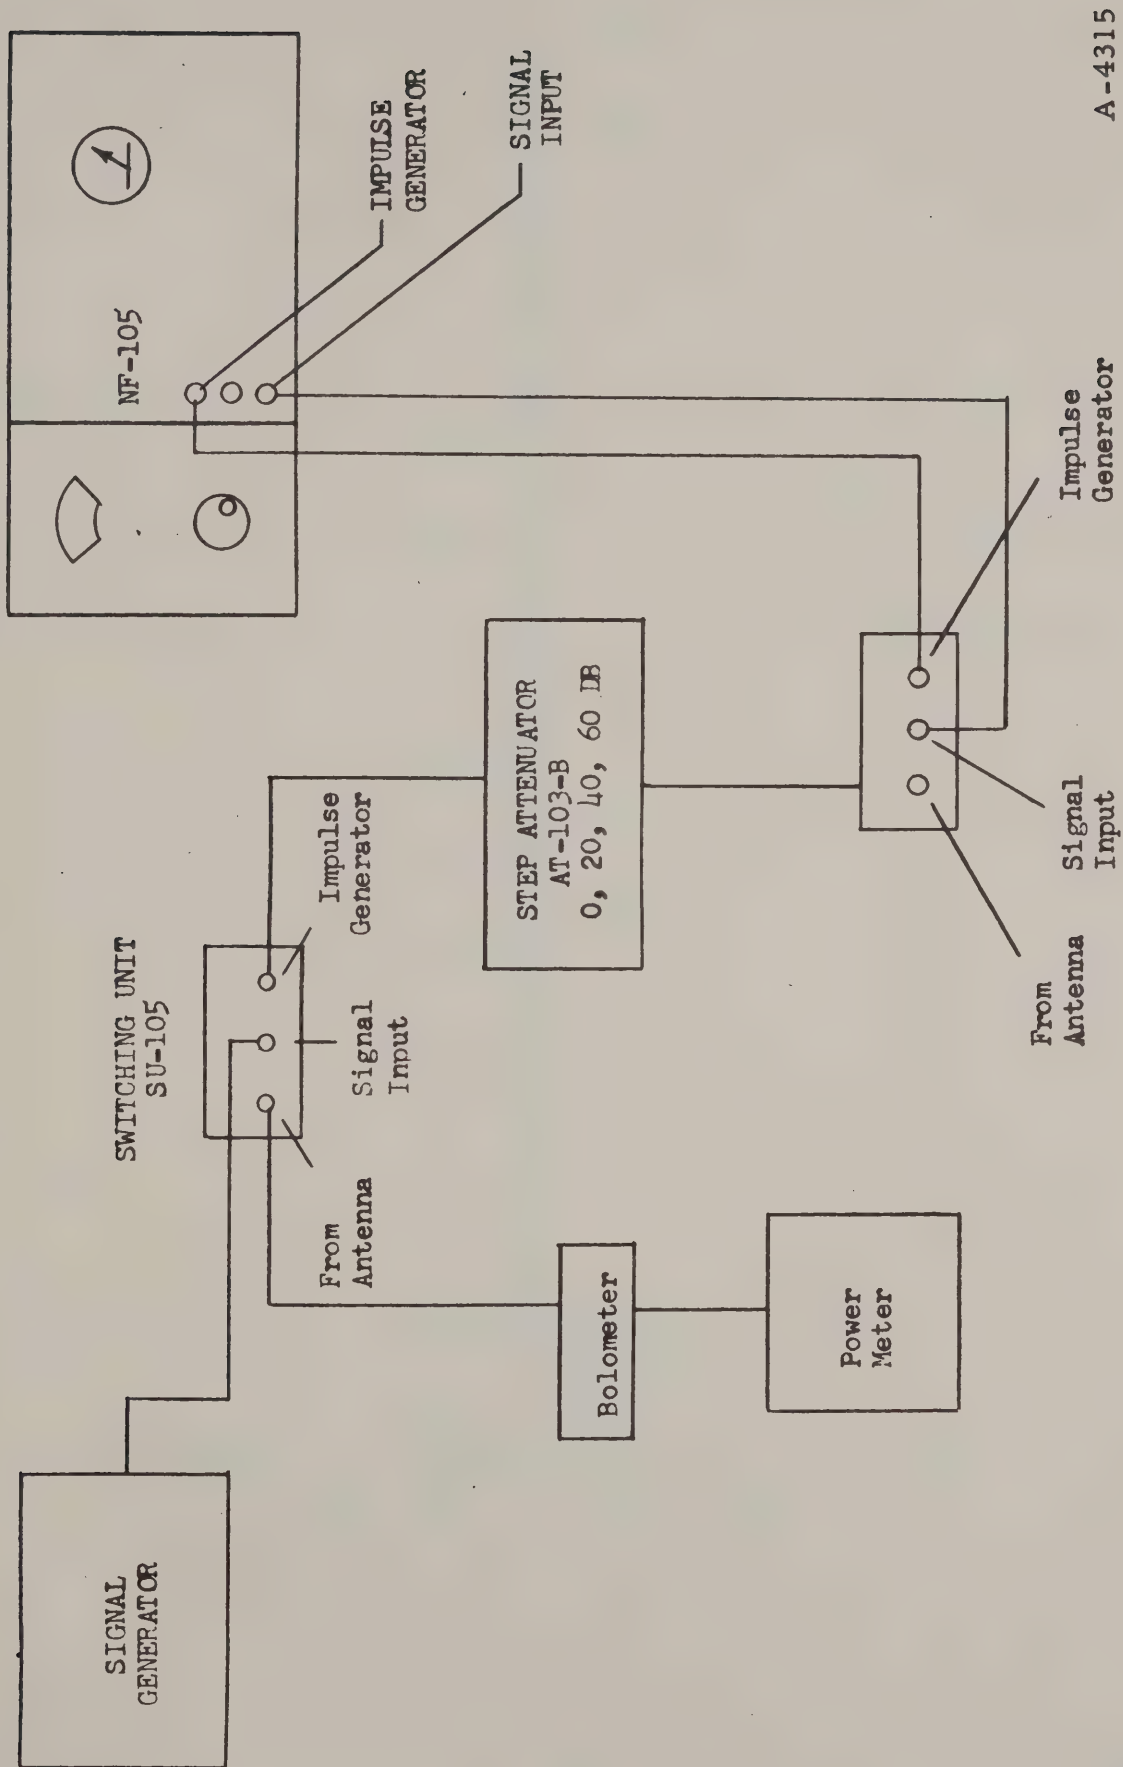 SIGNAL
GENERATOR
SWITCHING UNIT
SU-105
From
Antenna
Signal
Input
Impulse
Generator
Bolometer
Power
Meter
STEP ATTENUATOR
AT-103-B
0, 20, 40, 60 DB
NF-105
IMPULSE
GENERATOR
SIGNAL
INPUT
From
Antenna
Signal
Input
Impulse
Generator
A-4315